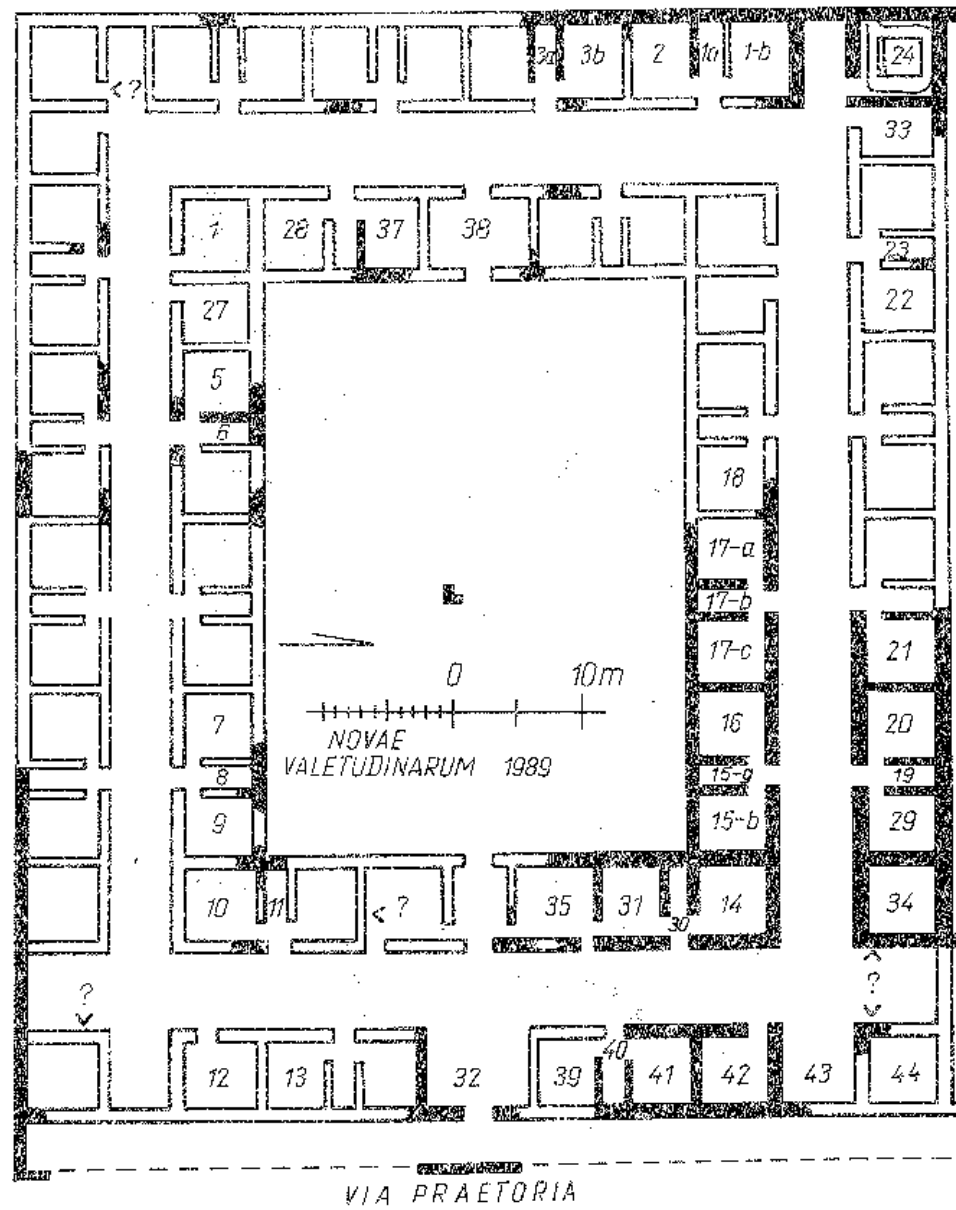 3a 3b 2 1a 1-b 24
< ?
33
1 28 37 38
23
27 22
5
6
18
17-a
17-b
17-c 21
0 10m
7 16 20
NOVAE
VALETUDINARUM 1989
8 15-a 19
9 15-b 29
10 11 < ? 35 31 30 14 34
? ?
12 13 32 39 40 41 42 43 44
VIA PRAETORIA